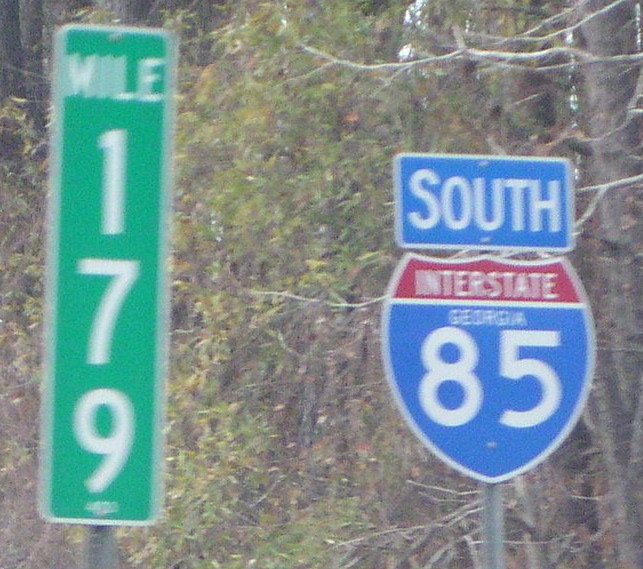 MILE
1
7
9
SOUTH
INTERSTATE
GEORGIA
85